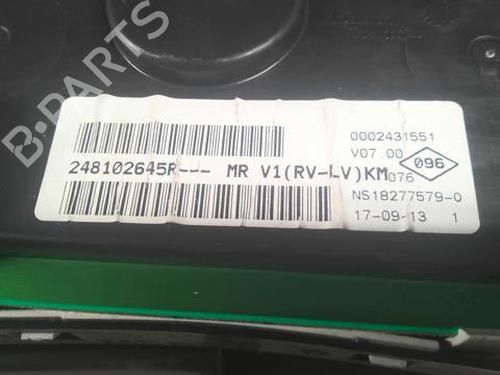 B-PARTS
0002431551
V07.00
096
248102645R--- MR V1(RV-LV)KM
076
NS18277579-0
17-09-13 1